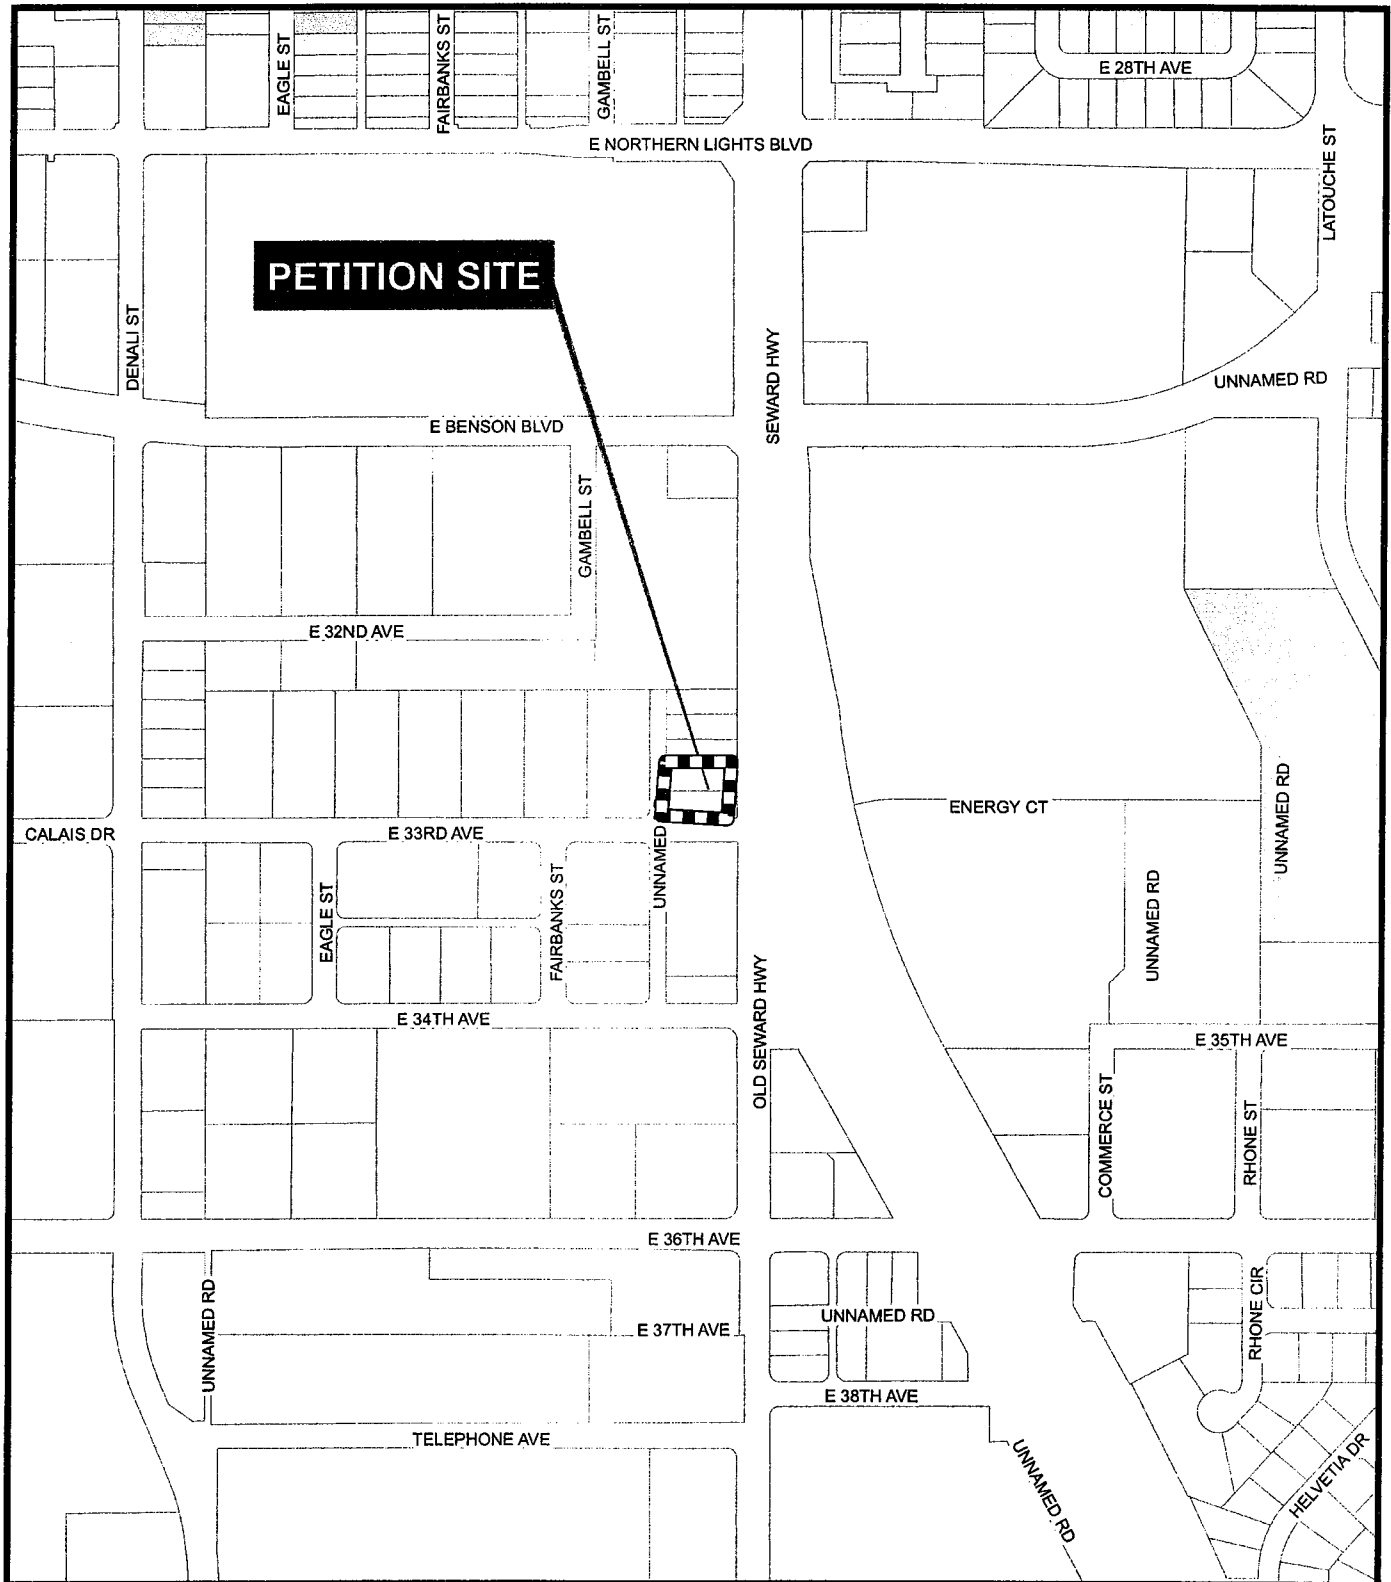 EAGLE ST
FAIRBANKS ST
GAMBELL ST
E 28TH AVE
E NORTHERN LIGHTS BLVD
LATOUCHE ST
PETITION SITE
DENALI ST
SEWARD HWY
UNNAMED RD
E BENSON BLVD
GAMBELL ST
E 32ND AVE
UNNAMED RD
ENERGY CT
CALAIS DR
E 33RD AVE
UNNAMED
EAGLE ST
FAIRBANKS ST
UNNAMED RD
OLD SEWARD HWY
E 34TH AVE
E 35TH AVE
COMMERCE ST
RHONE ST
E 36TH AVE
UNNAMED RD
UNNAMED RD
RHONE CIR
E 37TH AVE
E 38TH AVE
TELEPHONE AVE
UNNAMED RD
HELVETIA DR